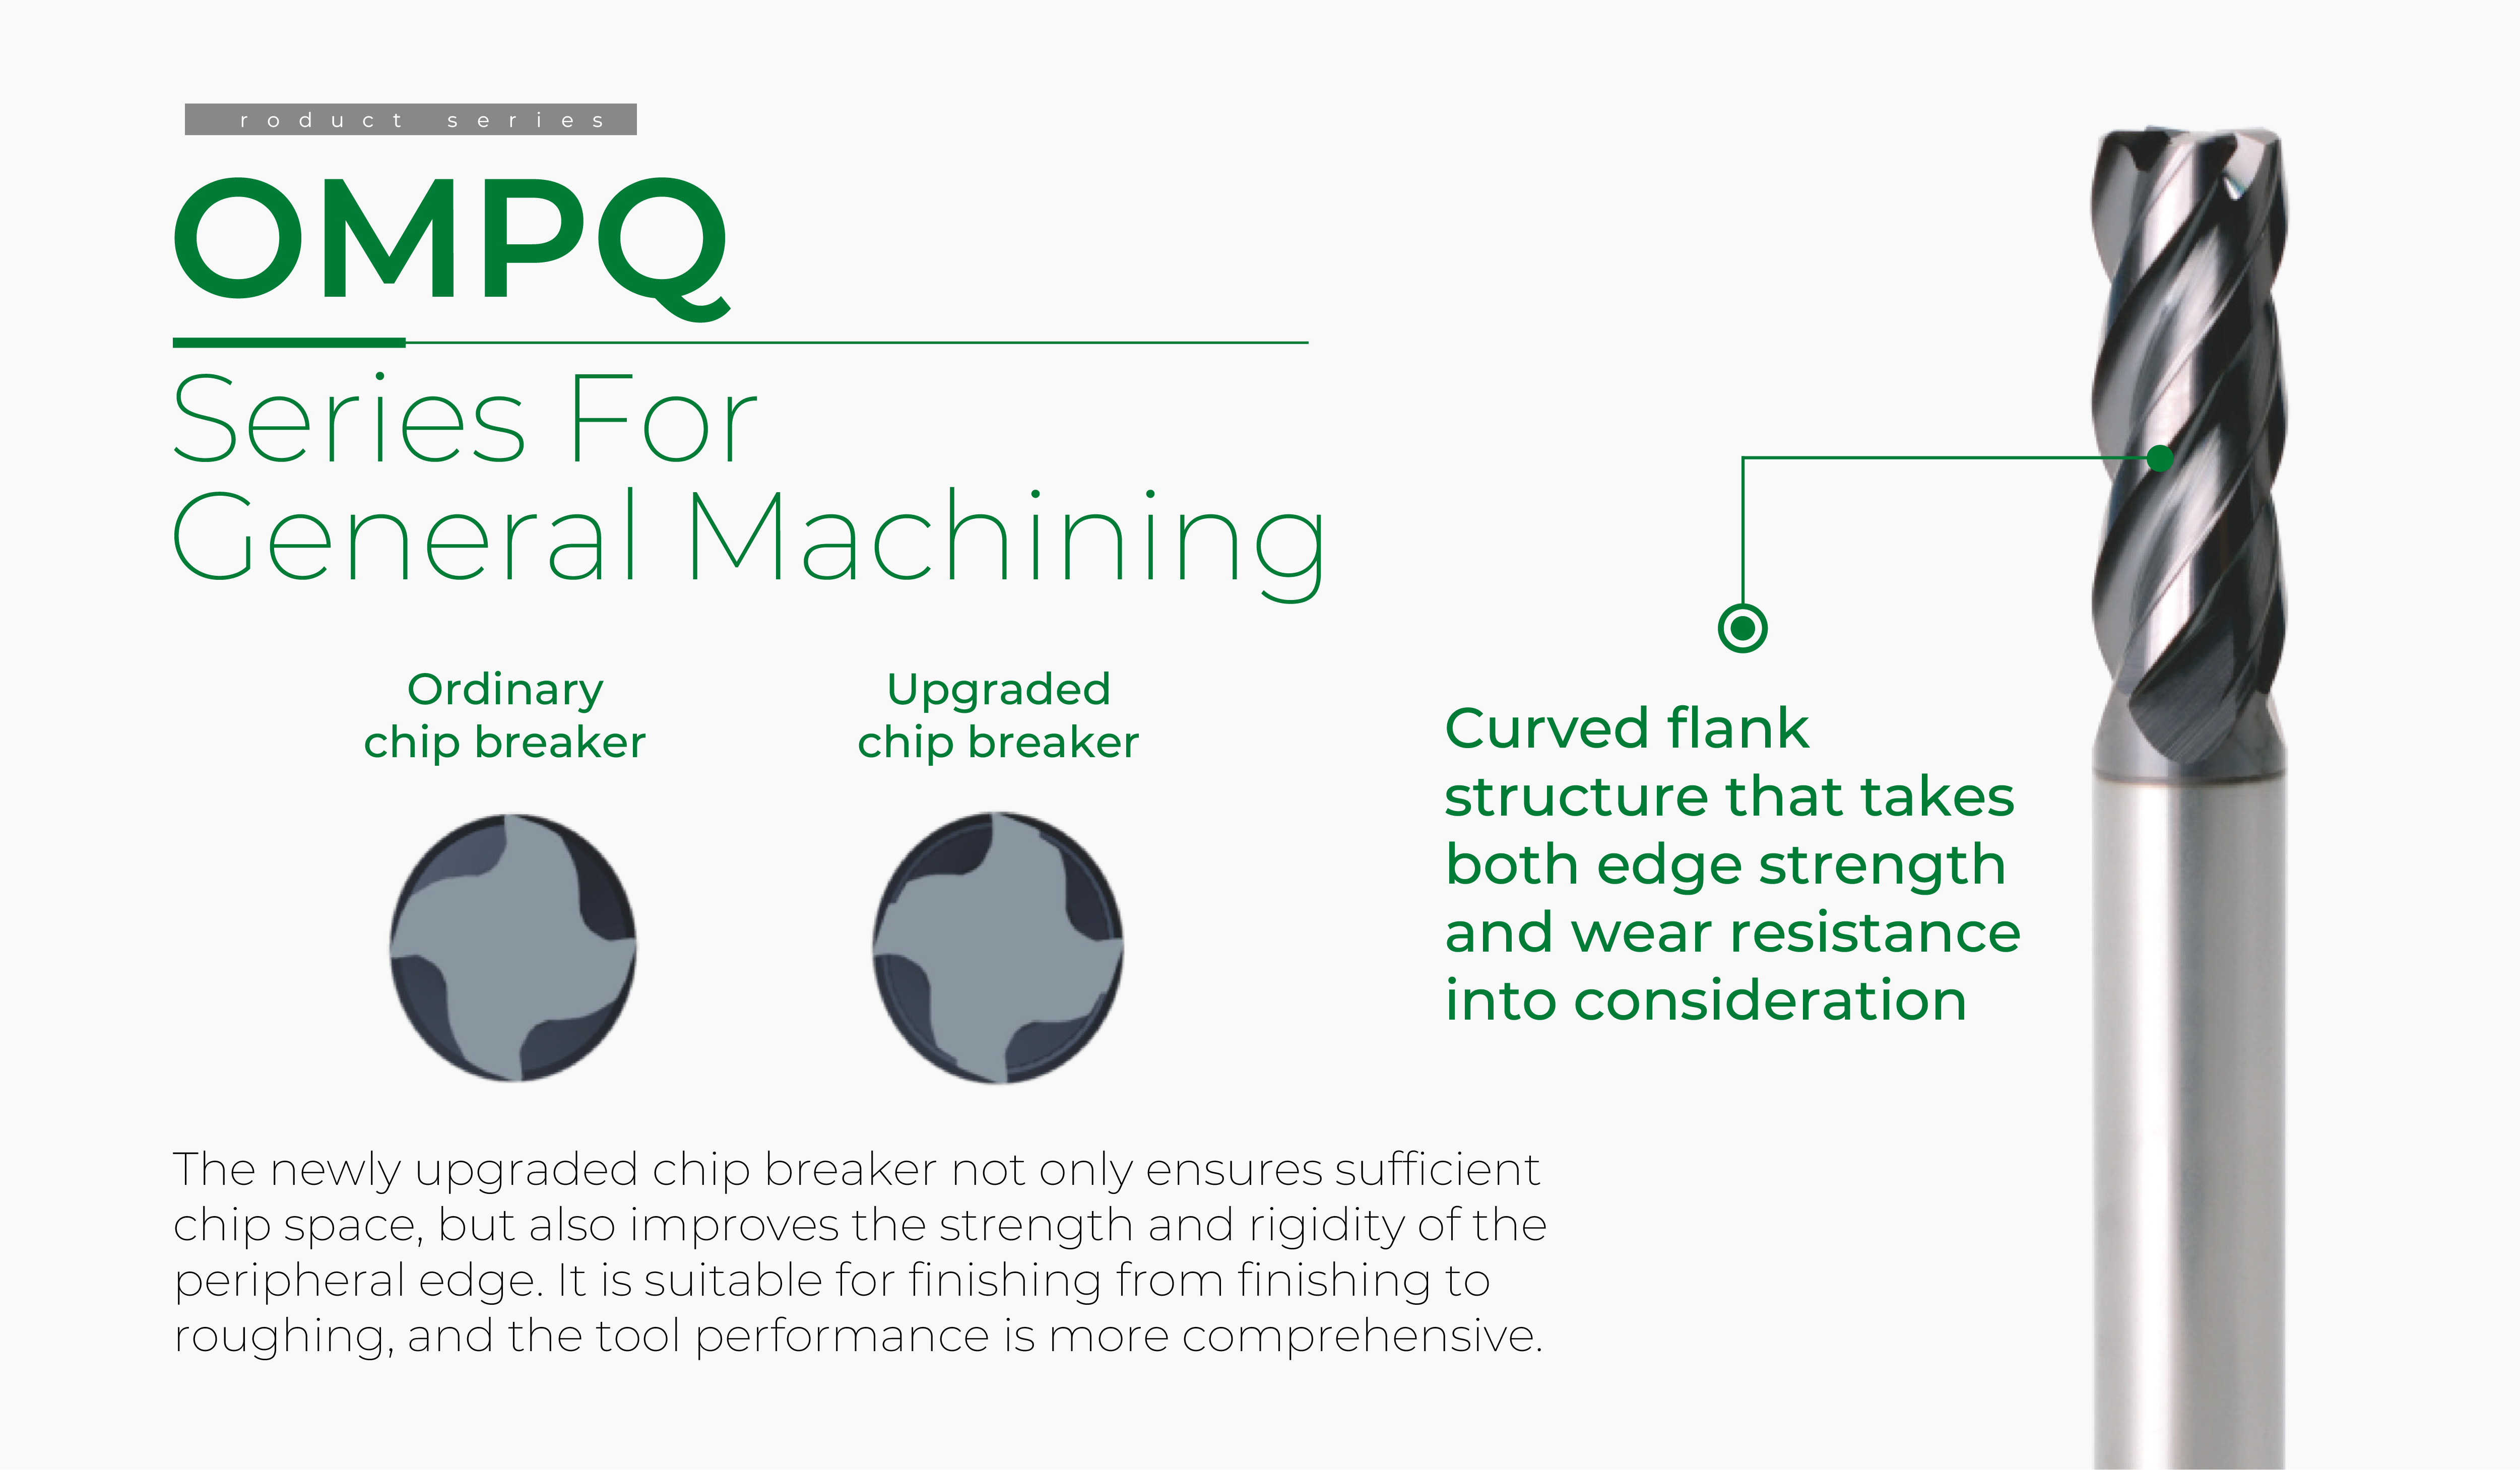 roduct series
OMPQ
Series For
General Machining
Ordinary
chip breaker
Upgraded
chip breaker
Curved flank
structure that takes
both edge strength
and wear resistance
into consideration
The newly upgraded chip breaker not only ensures sufficient
chip space, but also improves the strength and rigidity of the
peripheral edge. It is suitable for finishing from finishing to
roughing, and the tool performance is more comprehensive.